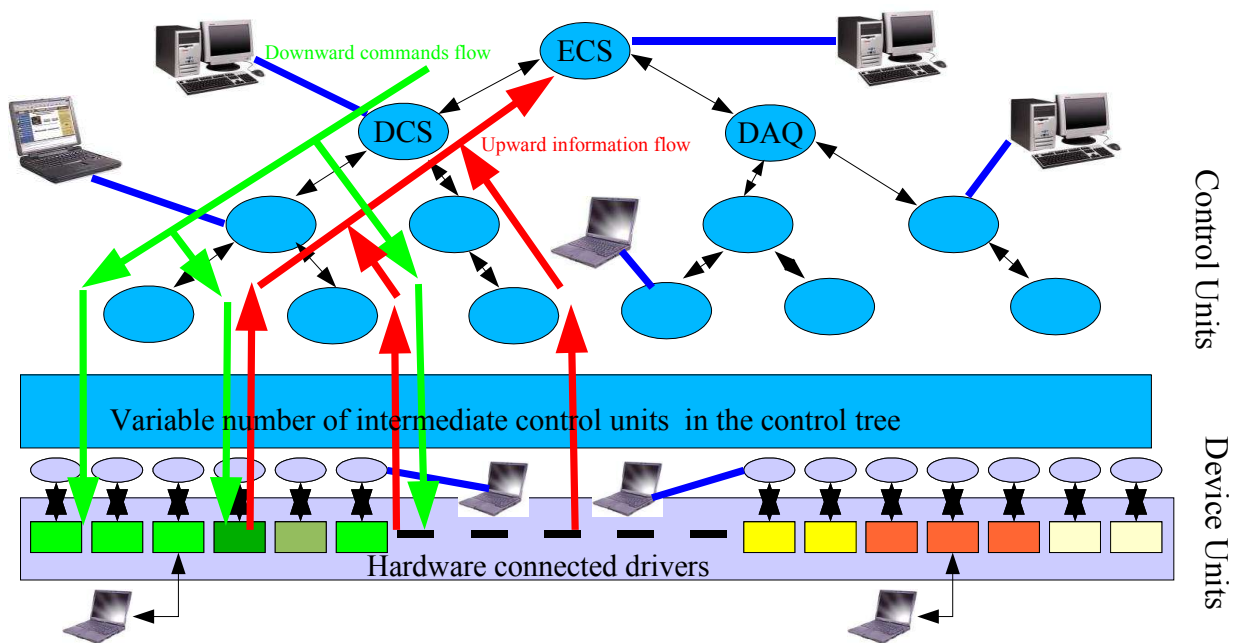 Downward commands flow
ECS
DCS
DAQ
Upward information flow
Control Units
Variable number of intermediate control units in the control tree
Device Units
Hardware connected drivers